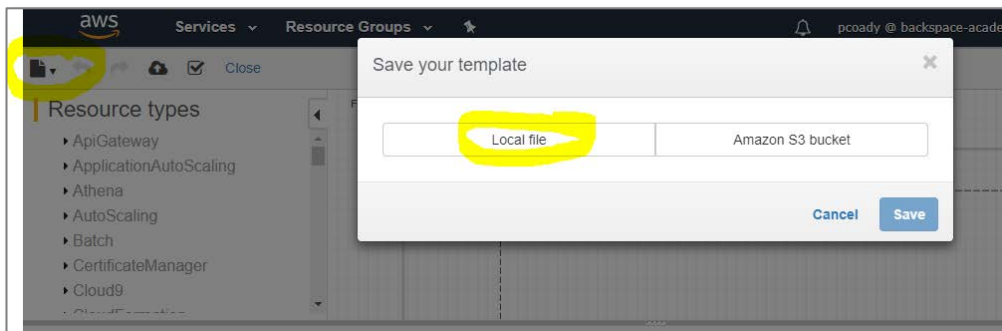 aws Services Resource Groups pcoady @ backspace-acade
Close
Save your template
Resource types
ApiGateway
Local file Amazon S3 bucket
ApplicationAutoScaling
Athena
AutoScaling
Cancel Save
Batch
CertificateManager
Cloud9